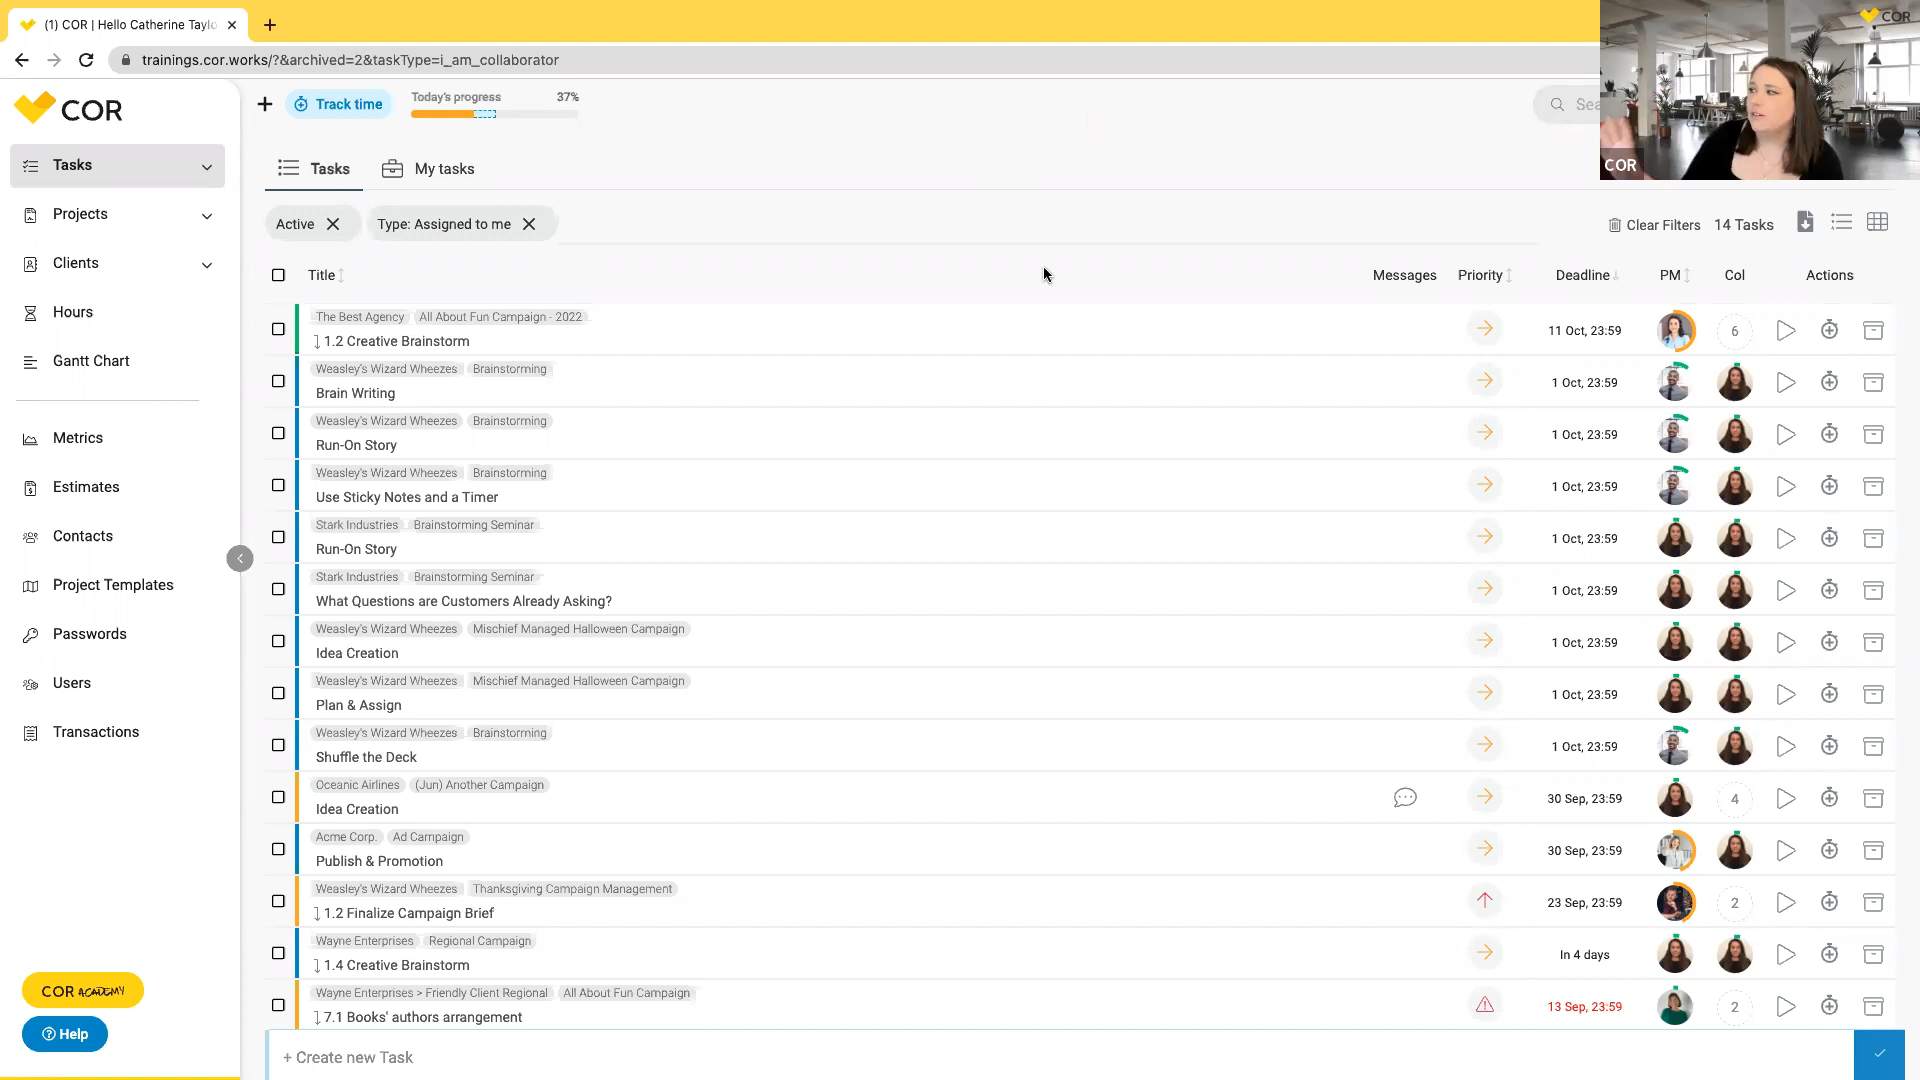 (1) COR | Hello Catherine Taylo
trainings.cor.works/?&archived=2&taskType=i_am_collaborator
COR
COR
Track time
Today's progress 37%
Sea
COR
Tasks
Projects
Clients
Hours
Gantt Chart
Metrics
Estimates
Contacts
Project Templates
Passwords
Users
Transactions
COR ACADEMY
Help
Tasks My tasks
Active Type: Assigned to me
Clear Filters 14 Tasks
Title Messages Priority Deadline PM Col Actions
The Best Agency All About Fun Campaign - 2022
1.2 Creative Brainstorm 11 Oct, 23:59 6
Weasley's Wizard Wheezes Brainstorming
Brain Writing 1 Oct, 23:59
Weasley's Wizard Wheezes Brainstorming
Run-On Story 1 Oct, 23:59
Weasley's Wizard Wheezes Brainstorming
Use Sticky Notes and a Timer 1 Oct, 23:59
Stark Industries Brainstorming Seminar
Run-On Story 1 Oct, 23:59
Stark Industries Brainstorming Seminar
What Questions are Customers Already Asking? 1 Oct, 23:59
Weasley's Wizard Wheezes Mischief Managed Halloween Campaign
Idea Creation 1 Oct, 23:59
Weasley's Wizard Wheezes Mischief Managed Halloween Campaign
Plan & Assign 1 Oct, 23:59
Weasley's Wizard Wheezes Brainstorming
Shuffle the Deck 1 Oct, 23:59
Oceanic Airlines (Jun) Another Campaign
Idea Creation 30 Sep, 23:59 4
Acme Corp. Ad Campaign
Publish & Promotion 30 Sep, 23:59
Weasley's Wizard Wheezes Thanksgiving Campaign Management
1.2 Finalize Campaign Brief 23 Sep, 23:59 2
Wayne Enterprises Regional Campaign
1.4 Creative Brainstorm In 4 days
Wayne Enterprises > Friendly Client Regional All About Fun Campaign
7.1 Books' authors arrangement 13 Sep, 23:59 2
+ Create new Task